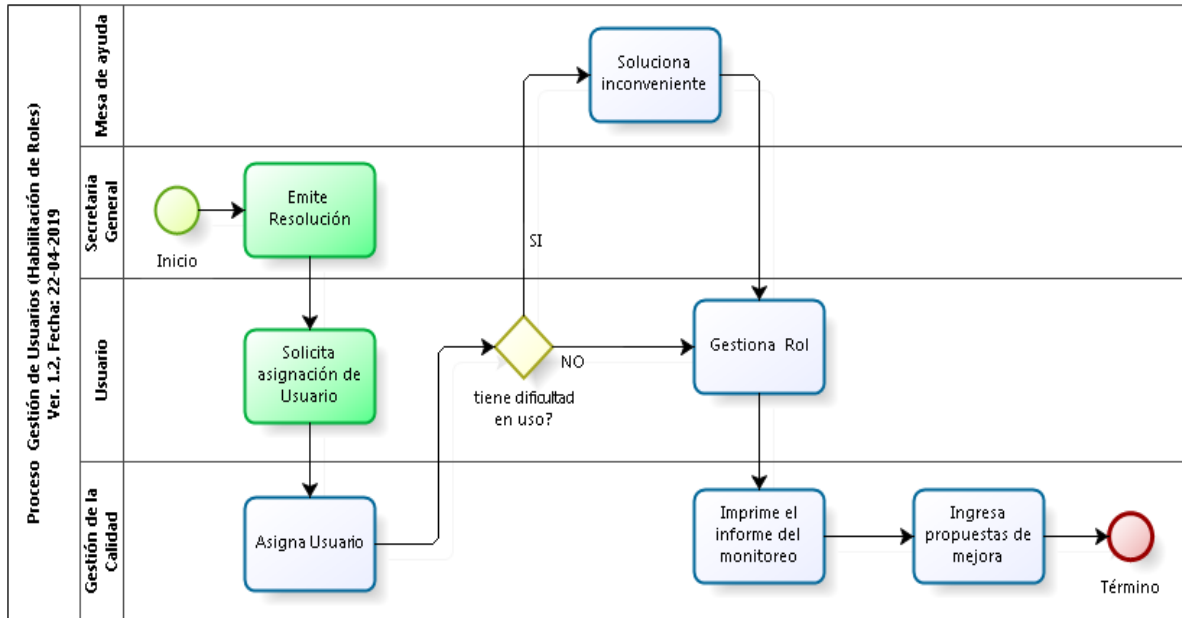 Proceso Gestión de Usuarios (Habilitación de Roles)
Ver. 1.2, Fecha: 22-04-2019
Mesa de ayuda
Soluciona
inconveniente
Secretaria
General
Inicio
Emite
Resolución
SI
Usuario
Solicita
asignación de
Usuario
tiene dificultad
en uso?
NO
Gestiona Rol
Gestión de la
Calidad
Asigna Usuario
Imprime el
informe del
monitoreo
Ingresa
propuestas de
mejora
Término